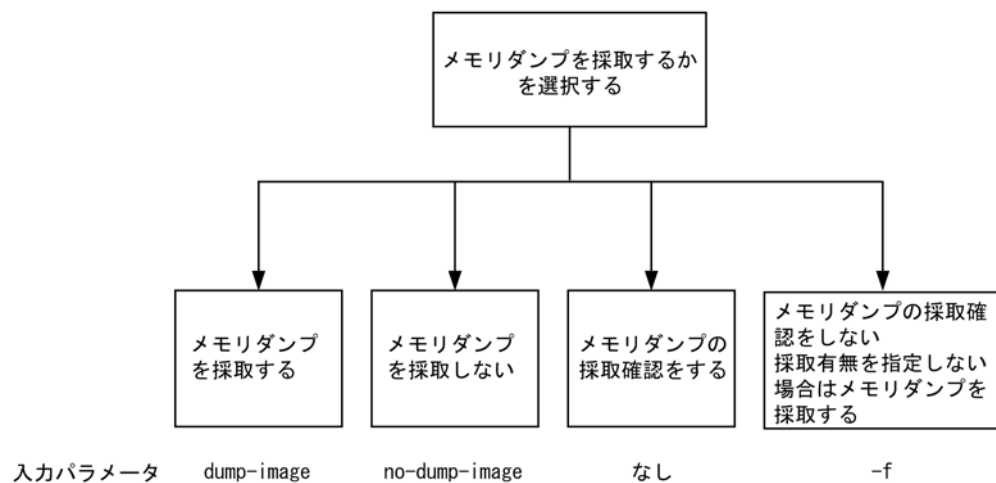 メモリダンプを採取するか
を選択する
メモリダンプ
を採取する
メモリダンプ
を採取しない
メモリダンプの
採取確認をする
メモリダンプの採取確
認をしない
採取有無を指定しない
場合はメモリダンプを
採取する
入力パラメータ dump-image no-dump-image なし -f